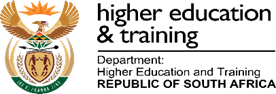 higher education
& training
Department:
Higher Education and Training
REPUBLIC OF SOUTH AFRICA